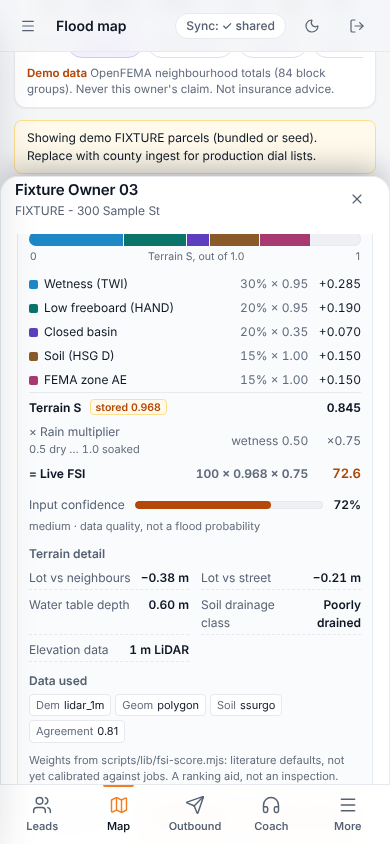 Flood map
Sync: ✓ shared
Demo data OpenFEMA neighbourhood totals (84 block
groups). Never this owner's claim. Not insurance advice.
Showing demo FIXTURE parcels (bundled or seed).
Replace with county ingest for production dial lists.
Fixture Owner 03
FIXTURE - 300 Sample St
0 Terrain S, out of 1.0 1
Wetness (TWI) 30% × 0.95 +0.285
Low freeboard (HAND) 20% × 0.95 +0.190
Closed basin 20% × 0.35 +0.070
Soil (HSG D) 15% × 1.00 +0.150
FEMA zone AE 15% × 1.00 +0.150
Terrain S stored 0.968 0.845
× Rain multiplier
0.5 dry … 1.0 soaked
wetness 0.50 ×0.75
= Live FSI 100 × 0.968 × 0.75 72.6
Input confidence 72%
medium · data quality, not a flood probability
Terrain detail
Lot vs neighbours −0.38 m Lot vs street −0.21 m
Water table depth 0.60 m Soil drainage Poorly
class drained
Elevation data 1 m LiDAR
Data used
Dem lidar_1m Geom polygon Soil ssurgo
Agreement 0.81
Weights from scripts/lib/fsi-score.mjs: literature defaults, not
yet calibrated against jobs. A ranking aid, not an inspection.
Leads Map Outbound Coach More